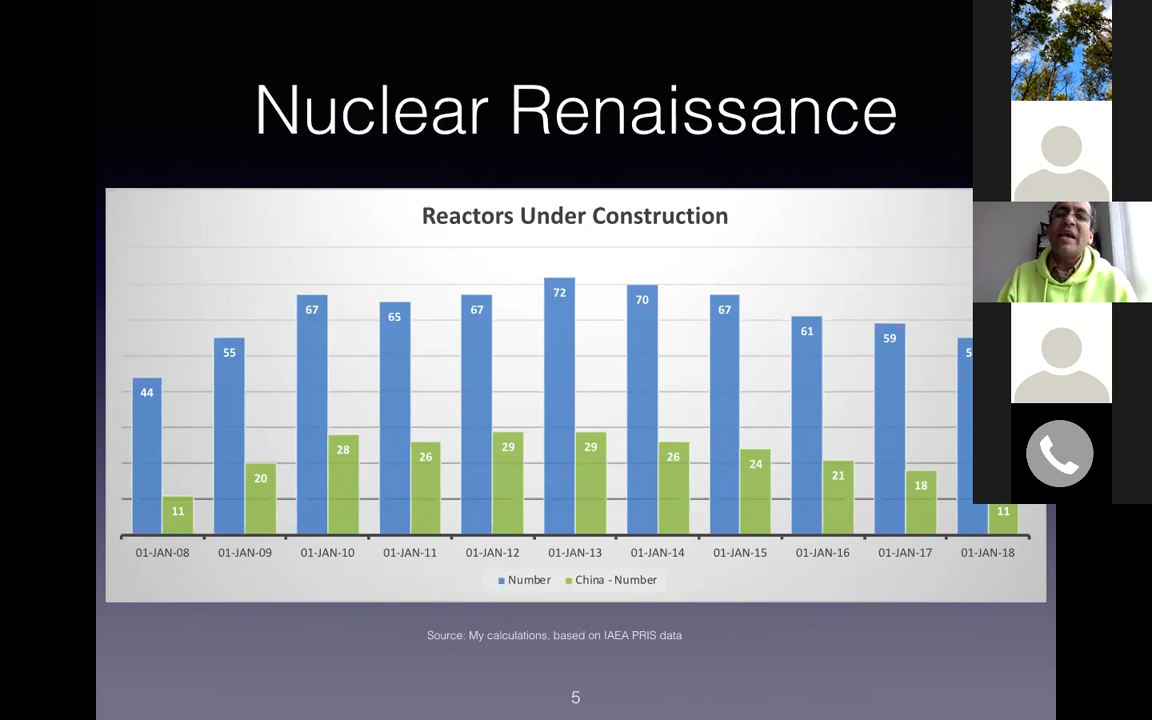 Nuclear Renaissance
Reactors Under Construction
44 11 55 20 67 28 65 26 67 29 72 29 70 26 67 24 61 21 59 18 5 11
01-JAN-08 01-JAN-09 01-JAN-10 01-JAN-11 01-JAN-12 01-JAN-13 01-JAN-14 01-JAN-15 01-JAN-16 01-JAN-17 01-JAN-18
Number China - Number
Source: My calculations, based on IAEA PRIS data
5